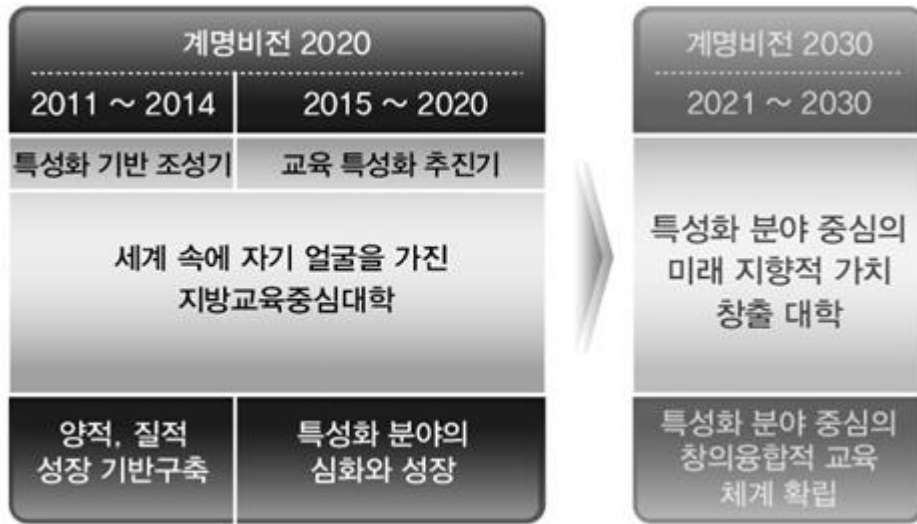 계명비전 2020
2011 ~ 2014
2015 ~ 2020
특성화 기반 조성기
교육 특성화 추진기
세계 속에 자기 얼굴을 가진
지방교육중심대학
양적, 질적
성장 기반구축
특성화 분야의
심화와 성장
계명비전 2030
2021 ~ 2030
특성화 분야 중심의
미래 지향적 가치
창출 대학
특성화 분야 중심의
창의융합적 교육
체계 확립